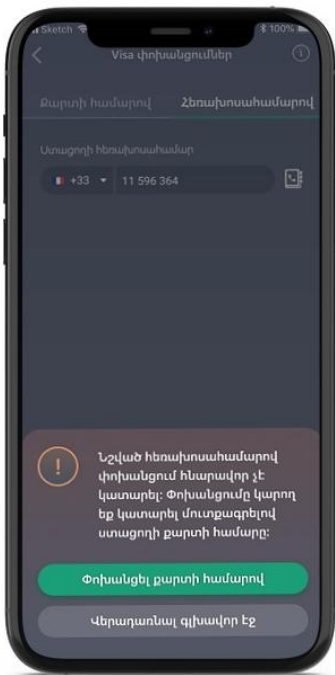 Sketch
100%
Visa փոխանցումներ
Քարտի համարով Հեռախոսահամարով
Ստացողի հեռախոսահամար
+33 11 596 364
Նշված հեռախոսահամարով
փոխանցում հնարավոր չէ
կատարել: Փոխանցումը կարող
եք կատարել մուտքագրելով
ստացողի քարտի համարը:
Փոխանցել քարտի համարով
Վերադառնալ գլխավոր էջ